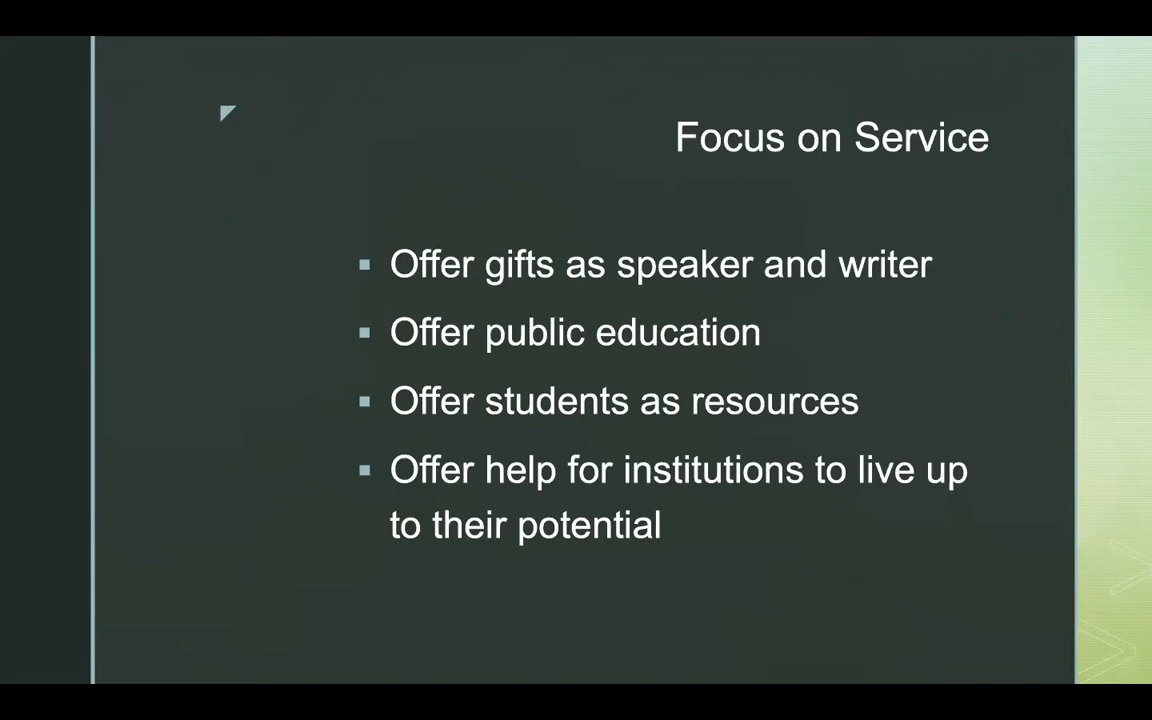 Focus on Service
▪ Offer gifts as speaker and writer
▪ Offer public education
▪ Offer students as resources
▪ Offer help for institutions to live up
to their potential